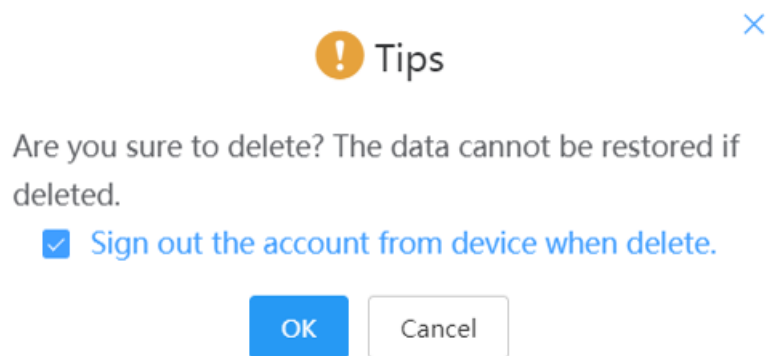 Tips
Are you sure to delete? The data cannot be restored if
deleted.
Sign out the account from device when delete.
OK
Cancel